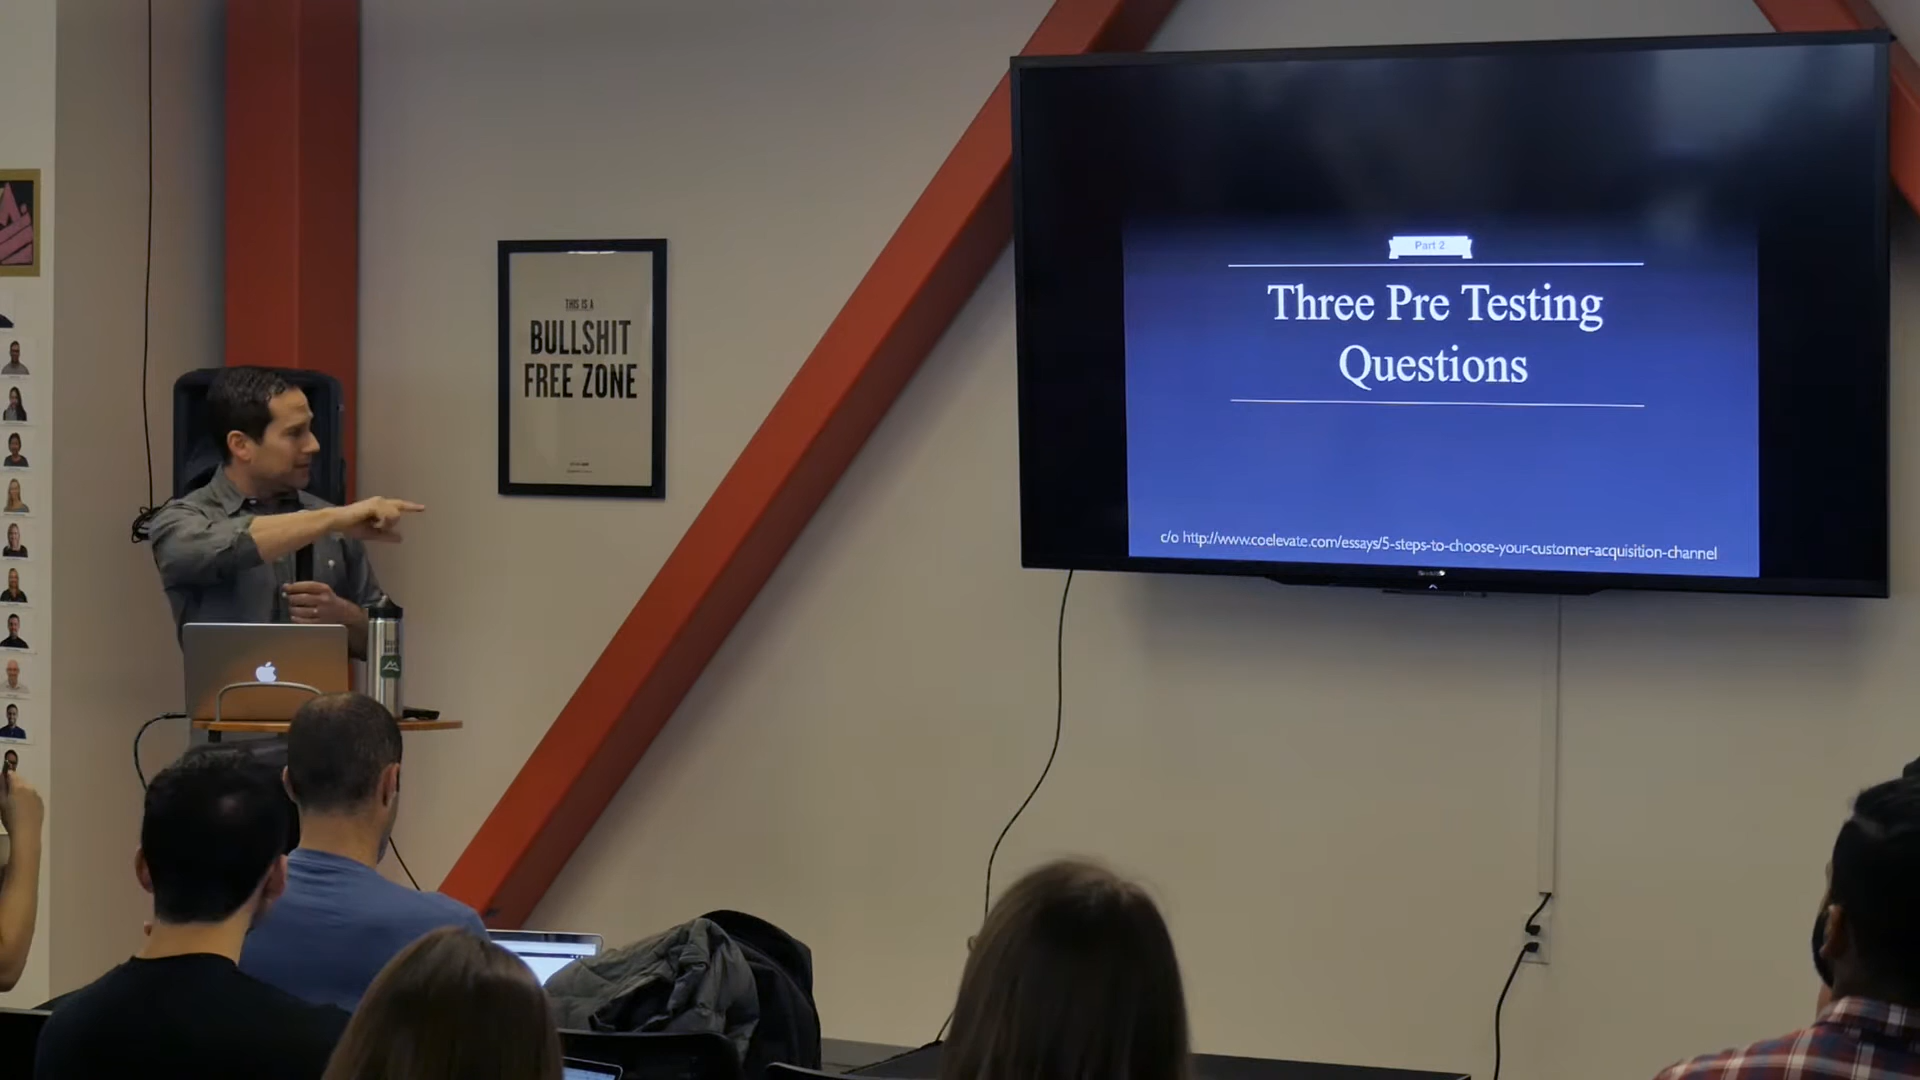 THIS IS A
BULLSHIT
FREE ZONE
Part 2
Three Pre Testing
Questions
c/o http://www.coelevate.com/essays/5-steps-to-choose-your-customer-acquisition-channel
SHARP